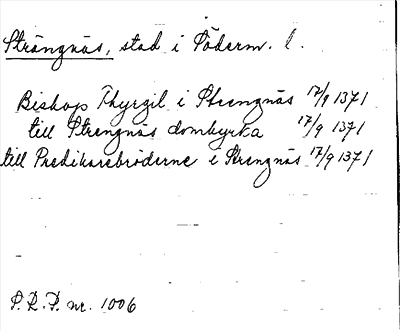 Strängnäs, stad i Söderm. l.
Biskop Thyrgil i Strengnäs 17/9 1371
till Strengnäs domkyrka 17/9 1371
till Predikarebröderne i Strengnäs 17/9 1371
S.R.P. nr. 1006